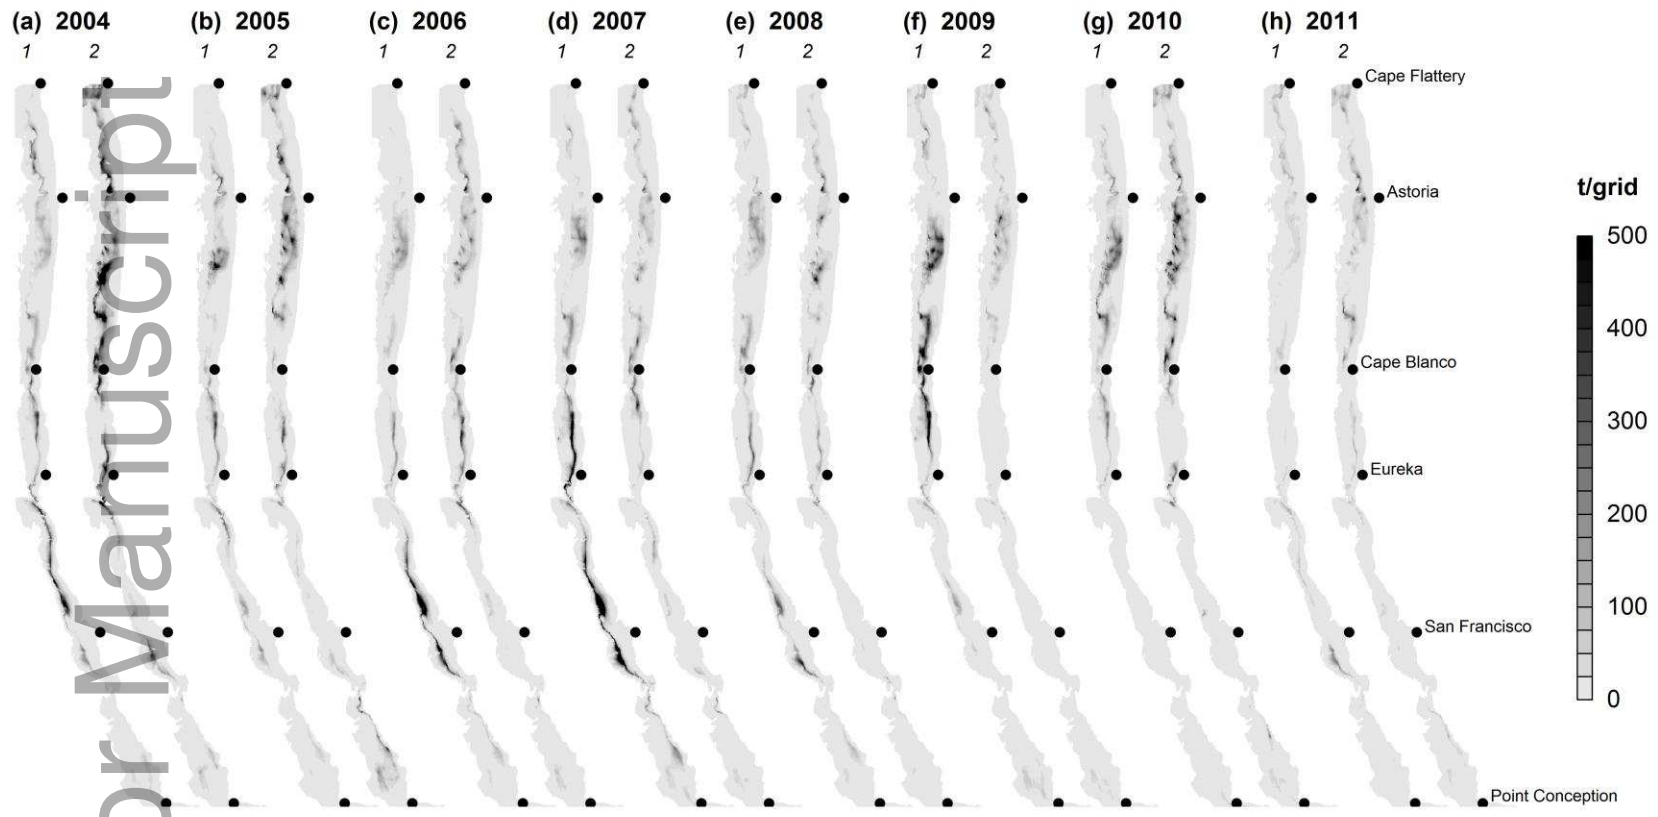 (a) 2004 (b) 2005 (c) 2006 (d) 2007 (e) 2008 (f) 2009 (g) 2010 (h) 2011
1 2 1 2 1 2 1 2 1 2 1 2 1 2 1 2
Cape Flattery
t/grid
Astoria
500
400
Cape Blanco
300
Eureka
200
100
San Francisco
0
Point Conception
or Manuscript